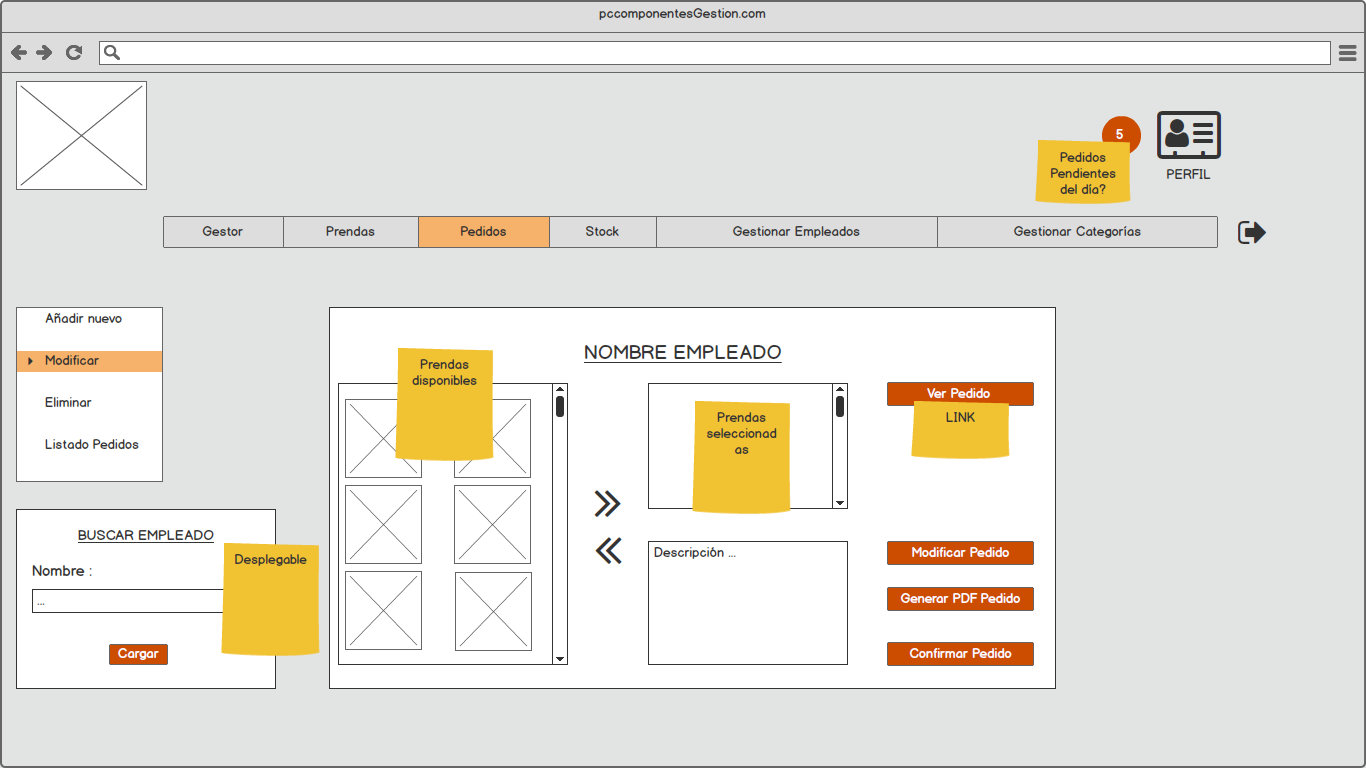 pccomponentesGestion.com
5
Pedidos
Pendientes
del día?
PERFIL
Gestor
Prendas
Pedidos
Stock
Gestionar Empleados
Gestionar Categorías
Añadir nuevo
Modificar
Eliminar
Listado Pedidos
BUSCAR EMPLEADO
Nombre :
...
Desplegable
Cargar
NOMBRE EMPLEADO
Prendas
disponibles
Prendas
seleccionad
as
Descripción ...
Ver Pedido
LINK
Modificar Pedido
Generar PDF Pedido
Confirmar Pedido